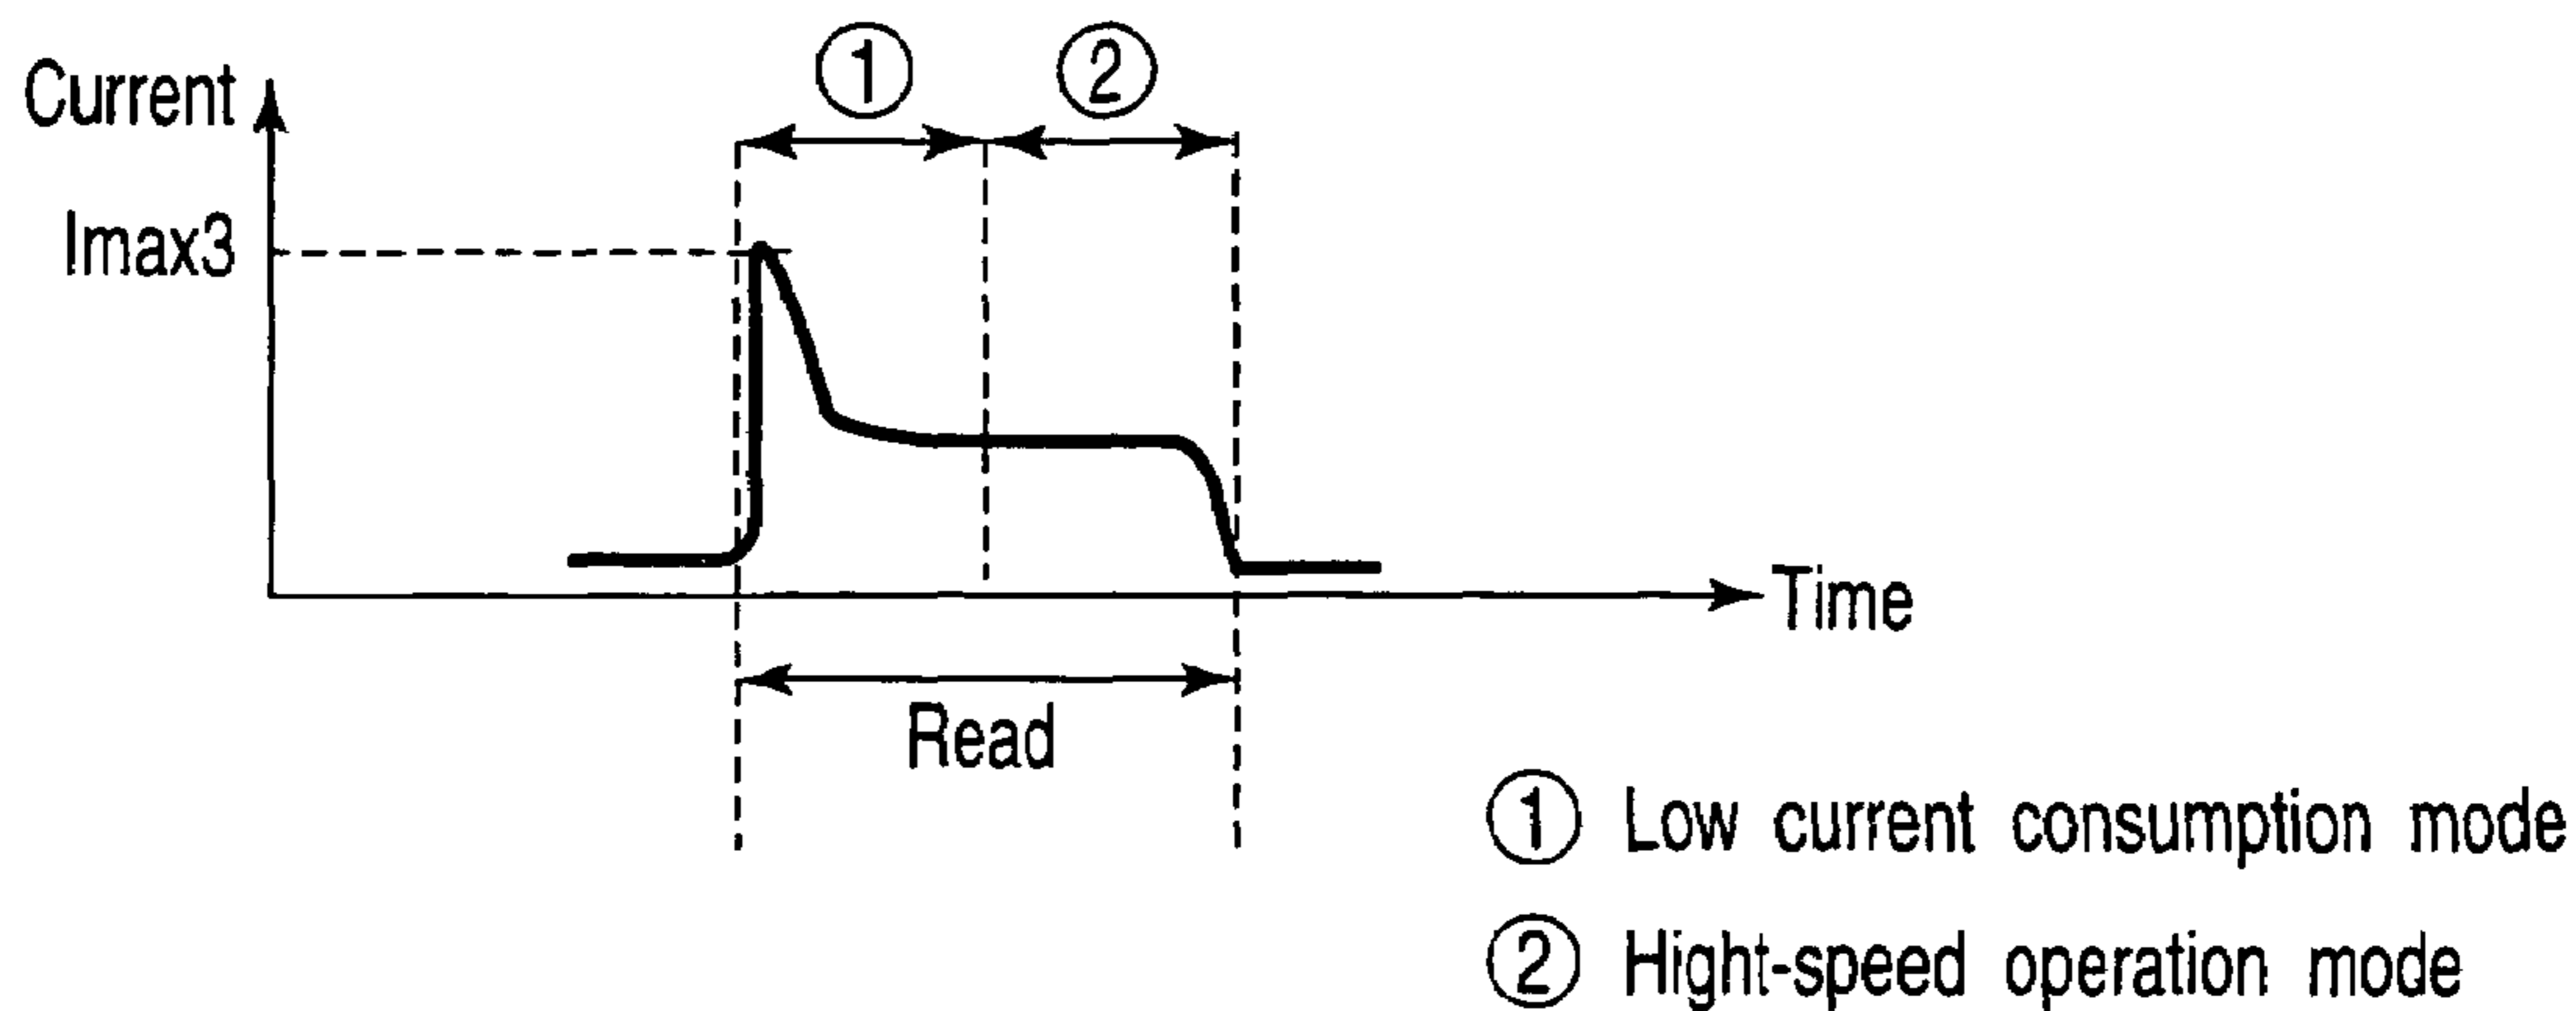 ① ②
Current
Imax3
Time
Read
① Low current consumption mode
② Hight-speed operation mode